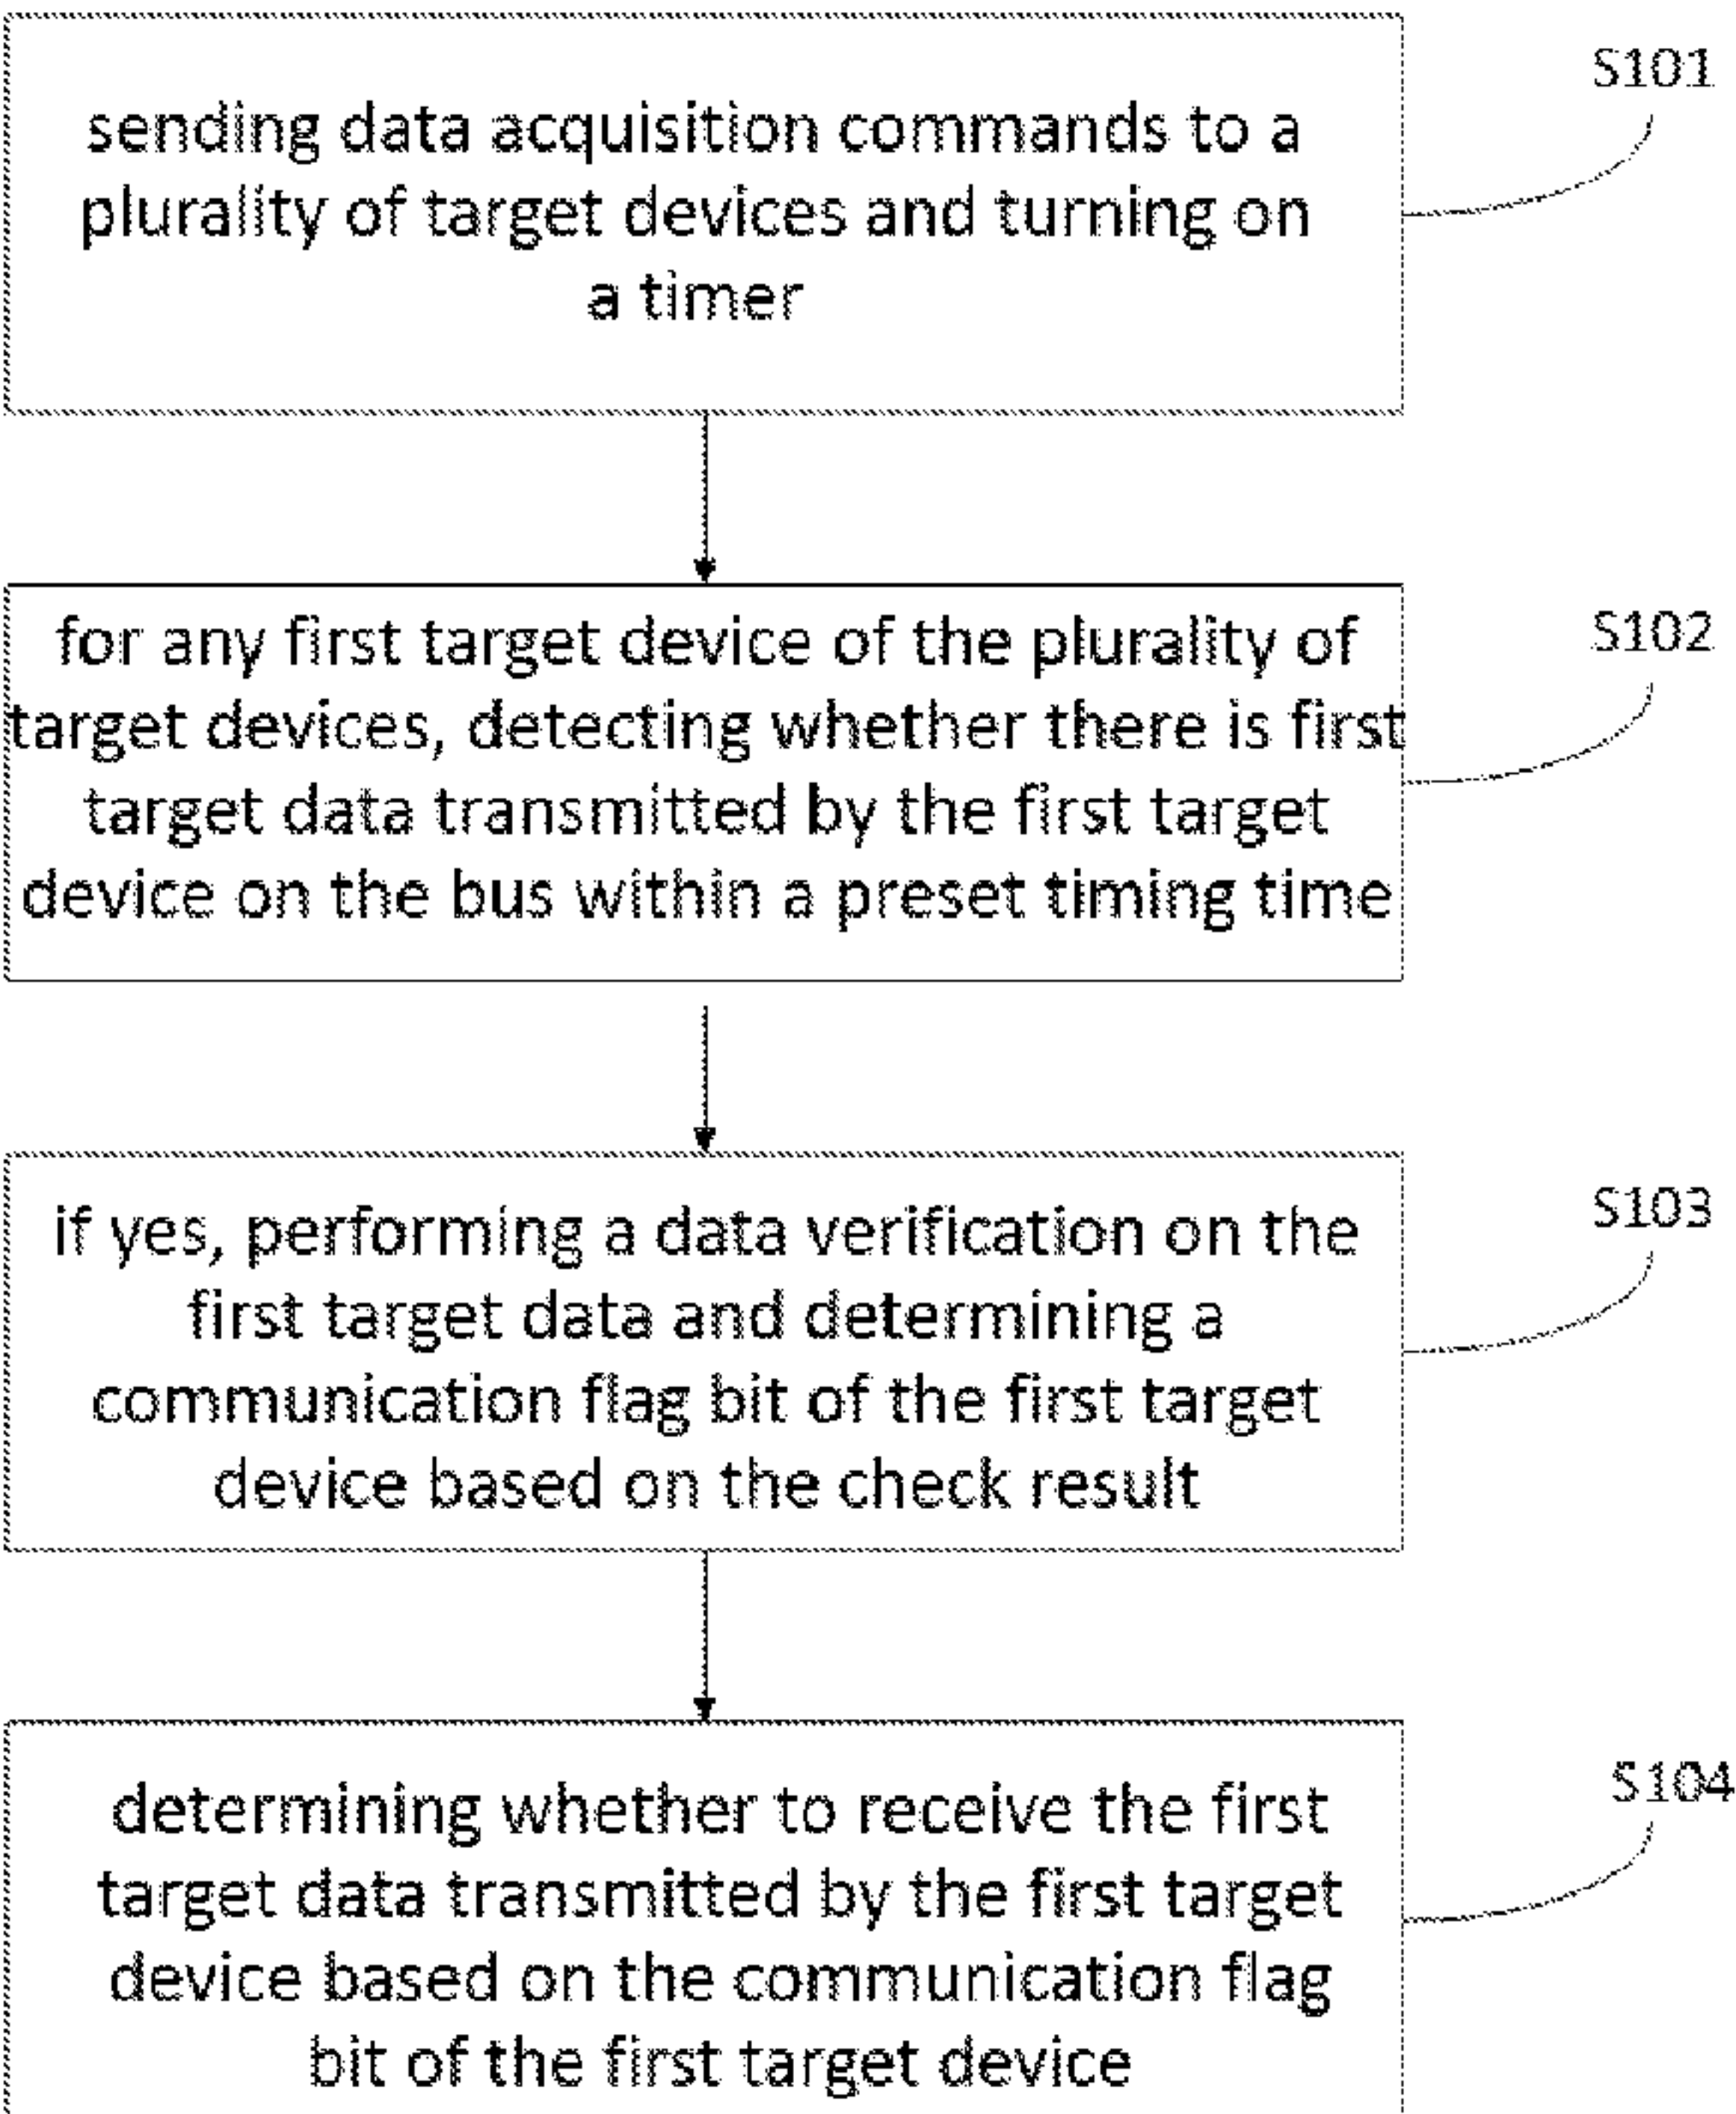 sending data acquisition commands to a
plurality of target devices and turning on
a timer
S101
for any first target device of the plurality of
target devices, detecting whether there is first
target data transmitted by the first target
device on the bus within a preset timing time
S102
if yes, performing a data verification on the
first target data and determining a
communication flag bit of the first target
device based on the check result
S103
determining whether to receive the first
target data transmitted by the first target
device based on the communication flag
bit of the first target device
S104